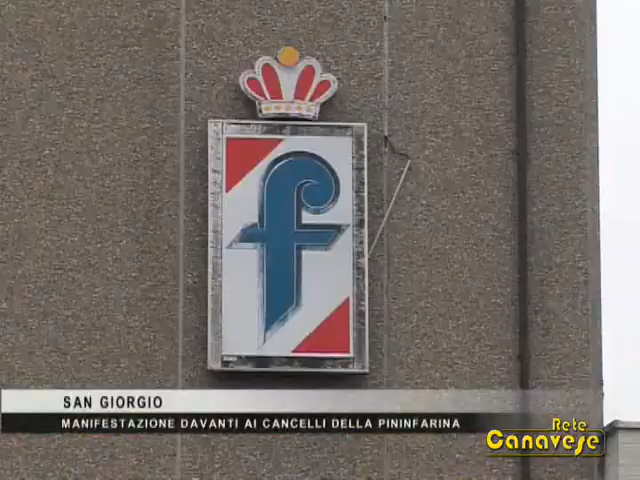 f
SAN GIORGIO
MANIFESTAZIONE DAVANTI AI CANCELLI DELLA PININFARINA
Rete
Canavese